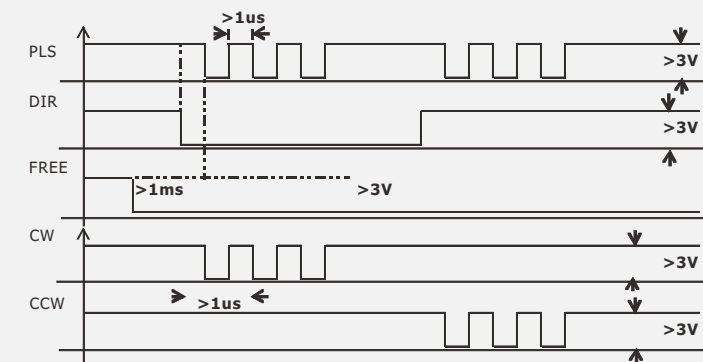 >1us
PLS
>3V
DIR
>3V
FREE
>1ms
>3V
CW
>3V
CCW
>1us
>3V